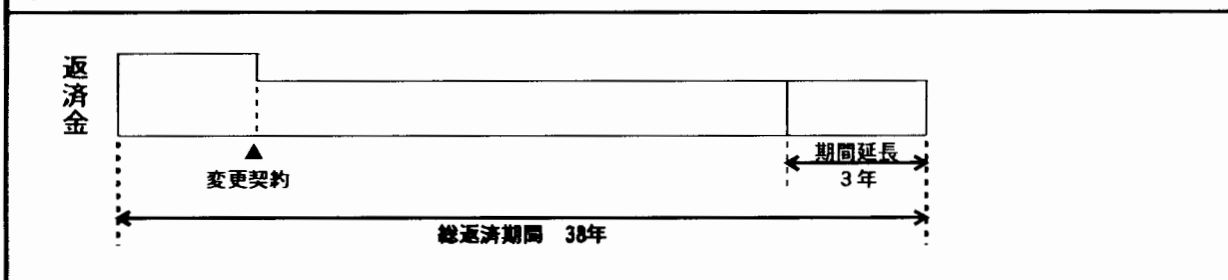 返済金
期間延長
3年
変更契約
総返済期間 38年